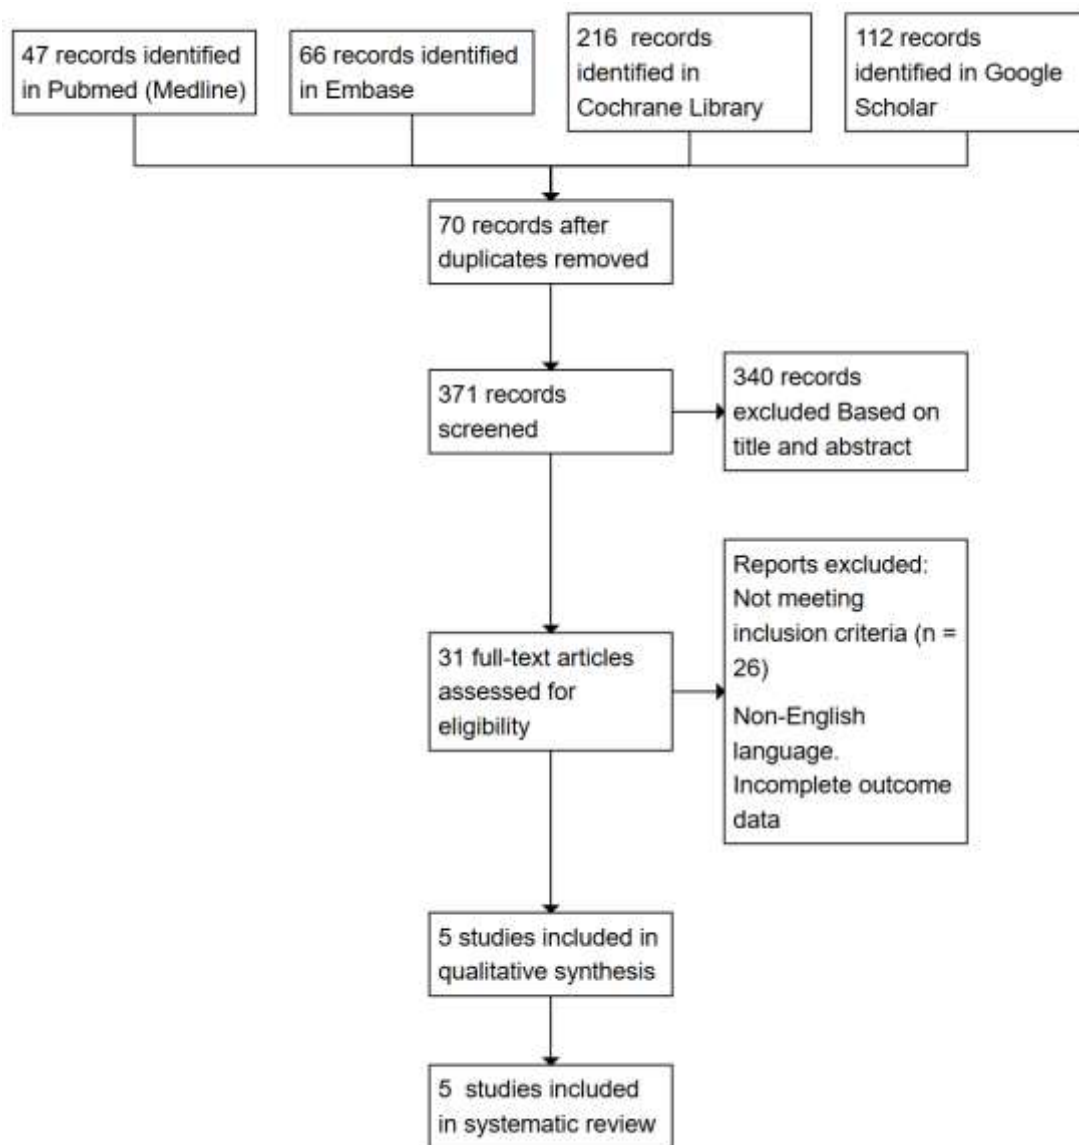 47 records identified
in Pubmed (Medline)
66 records identified
in Embase
216 records
identified in
Cochrane Library
112 records
identified in Google
Scholar
70 records after
duplicates removed
371 records
screened
340 records
excluded Based on
title and abstract
31 full-text articles
assessed for
eligibility
Reports excluded:
Not meeting
inclusion criteria (n =
26)
Non-English
language.
Incomplete outcome
data
5 studies included in
qualitative synthesis
5 studies included
in systematic review